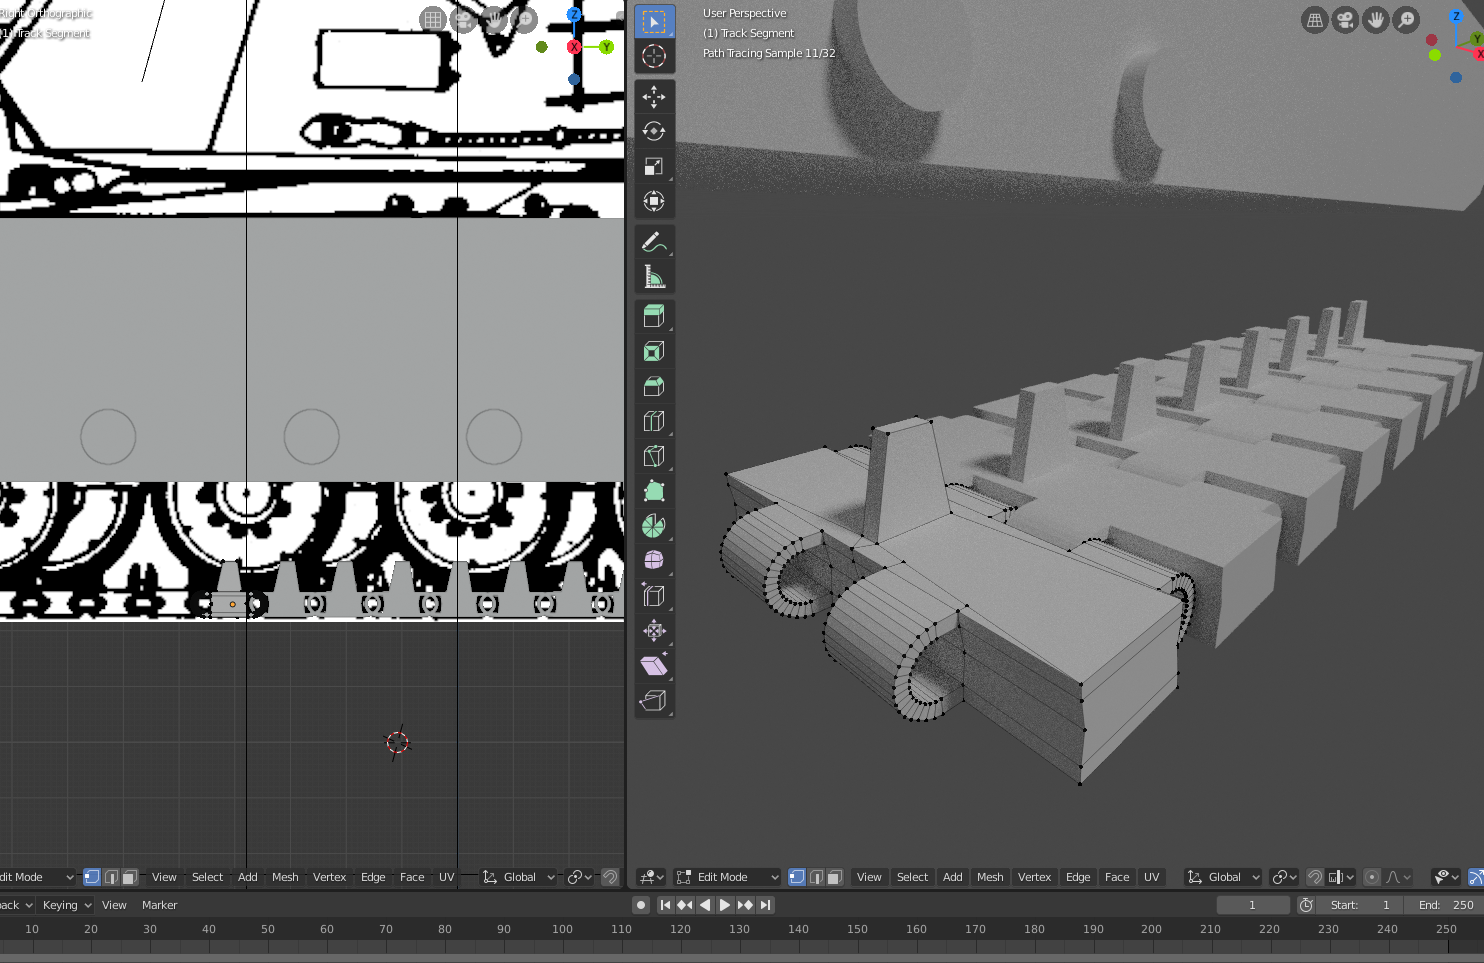 Right Orthographic
(1) Track Segment
Z
X
Y
User Perspective
(1) Track Segment
Path Tracing Sample 11/32
Z
Y
X
dit Mode
View
Select
Add
Mesh
Vertex
Edge
Face
UV
Global
Edit Mode
View
Select
Add
Mesh
Vertex
Edge
Face
UV
Global
back
Keying
View
Marker
1
Start: 1
End: 250
10 20 30 40 50 60 70 80 90 100 110 120 130 140 150 160 170 180 190 200 210 220 230 240 250